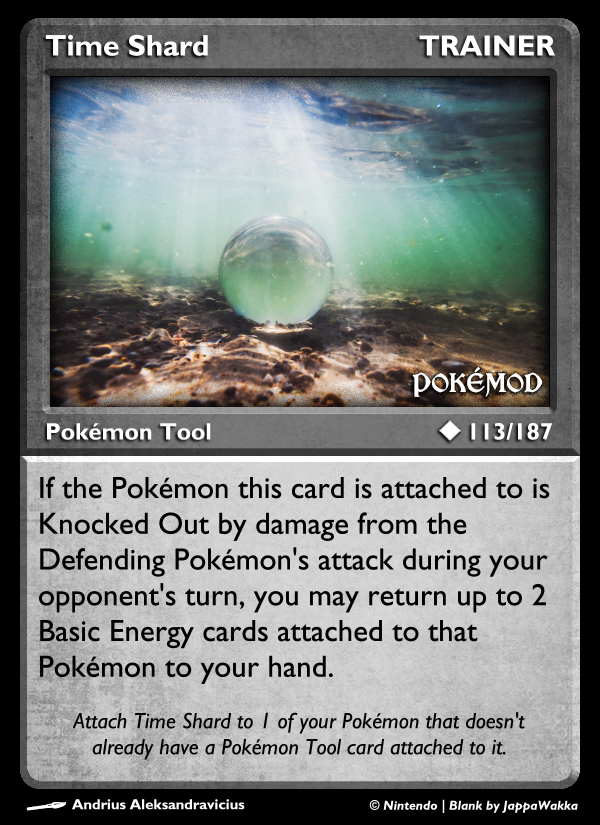 Time Shard TRAINER
POKÉMOD
Pokémon Tool ◆ 113/187
If the Pokémon this card is attached to is
Knocked Out by damage from the
Defending Pokémon's attack during your
opponent's turn, you may return up to 2
Basic Energy cards attached to that
Pokémon to your hand.
Attach Time Shard to 1 of your Pokémon that doesn't
already have a Pokémon Tool card attached to it.
Andrius Aleksandravicius © Nintendo | Blank by JappaWakka